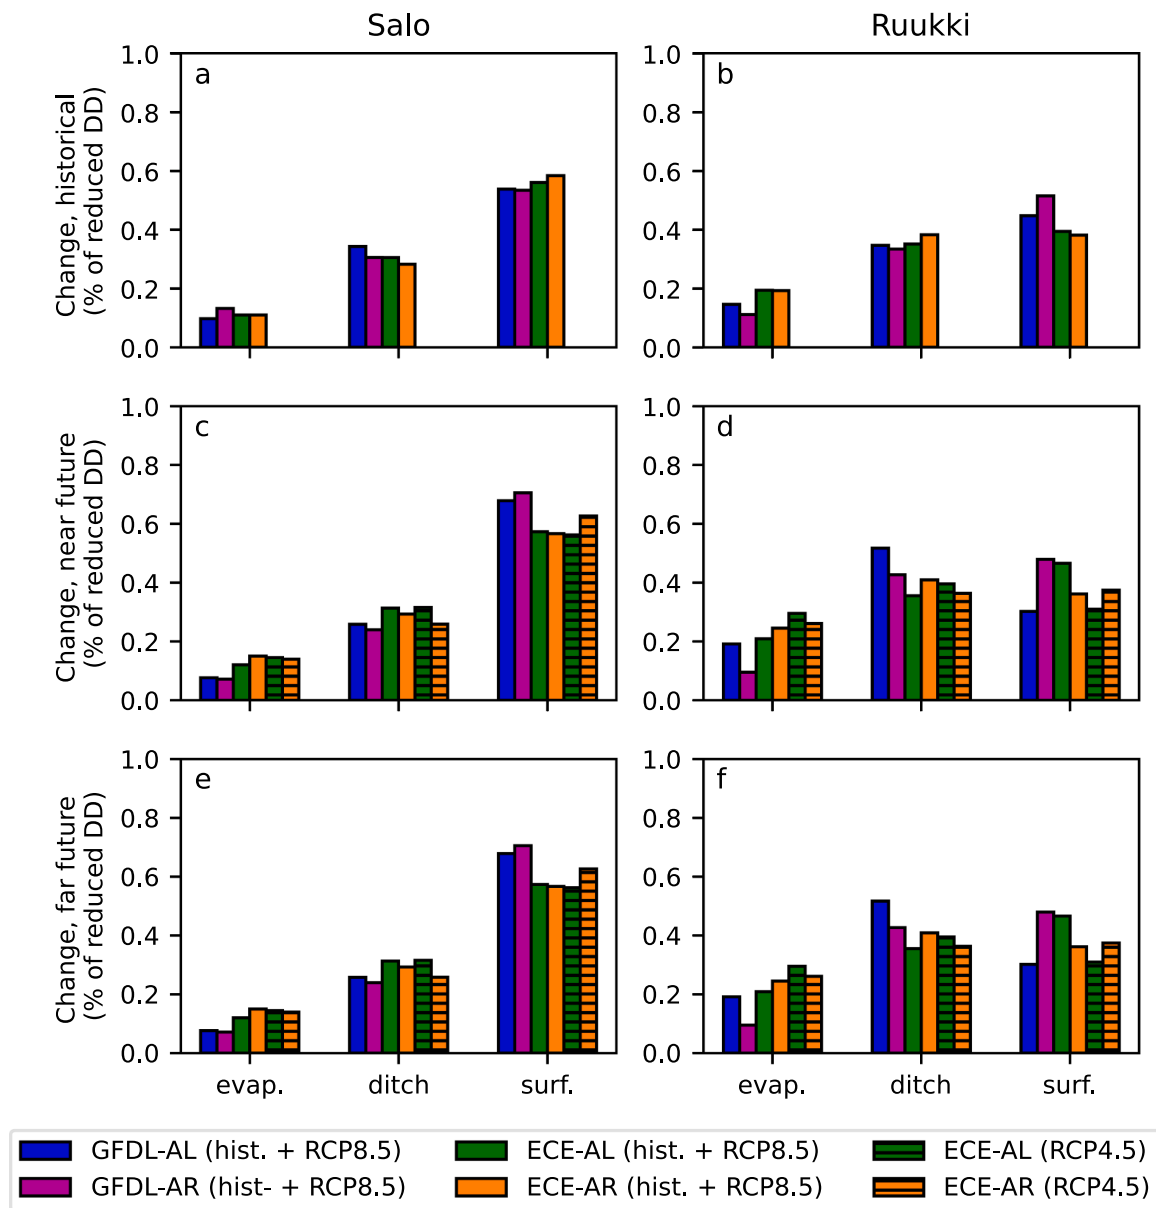 Salo
Ruukki
Change, historical
(% of reduced DD)
1.0
0.8
0.6
0.4
0.2
0.0
a
1.0
0.8
0.6
0.4
0.2
0.0
b
Change, near future
(% of reduced DD)
1.0
0.8
0.6
0.4
0.2
0.0
c
1.0
0.8
0.6
0.4
0.2
0.0
d
Change, far future
(% of reduced DD)
1.0
0.8
0.6
0.4
0.2
0.0
e
evap.
ditch
surf.
1.0
0.8
0.6
0.4
0.2
0.0
f
evap.
ditch
surf.
GFDL-AL (hist. + RCP8.5)
GFDL-AR (hist- + RCP8.5)
ECE-AL (hist. + RCP8.5)
ECE-AR (hist. + RCP8.5)
ECE-AL (RCP4.5)
ECE-AR (RCP4.5)